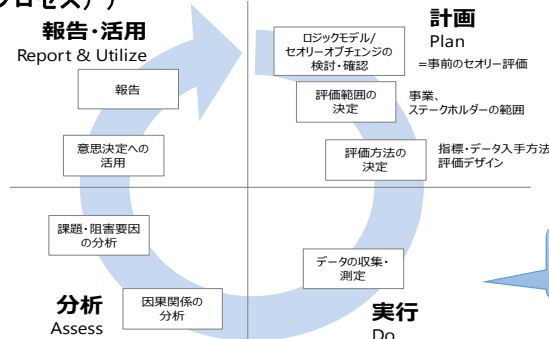 プロセス））
報告・活用
Report & Utilize
計画
Plan
ロジックモデル/
セオリーオブチェンジの
検討・確認
=事前のセオリー評価
報告
評価範囲の
決定
事業、
ステークホルダーの範囲
意思決定への
活用
評価方法の
決定
指標・データ入手方法
評価デザイン
課題・阻害要因
の分析
データの収集・
測定
分析
Assess
因果関係の
分析
実行
Do